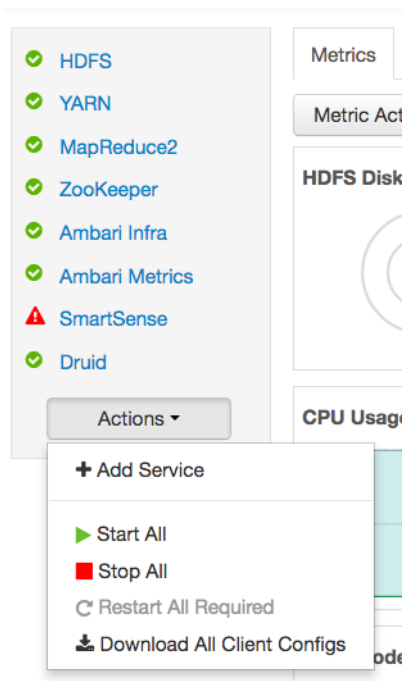 HDFS
YARN
MapReduce2
ZooKeeper
Ambari Infra
Ambari Metrics
SmartSense
Druid
Actions
Add Service
Start All
Stop All
Restart All Required
Download All Client Configs
Metrics
Metric Act
HDFS Disk
CPU Usage
ode